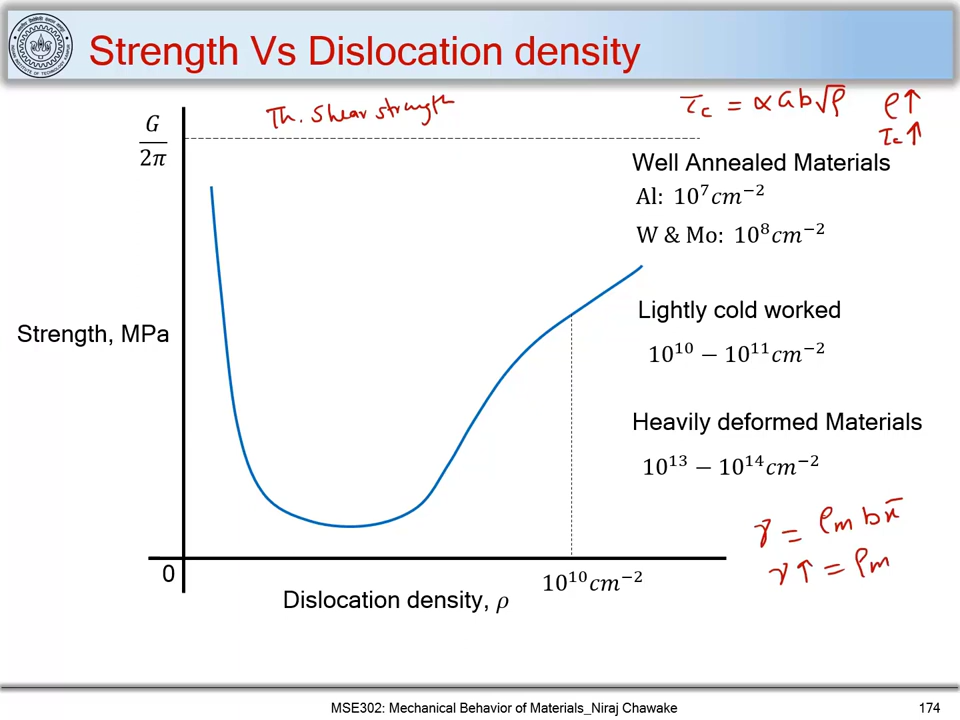 Strength Vs Dislocation density
Th. Shear strength
τc = αGb√ρ
ρ↑
τc↑
G/2π
Well Annealed Materials
Al: 10⁷cm⁻²
W & Mo: 10⁸cm⁻²
Strength, MPa
Lightly cold worked
10¹⁰ − 10¹¹cm⁻²
Heavily deformed Materials
10¹³ − 10¹⁴cm⁻²
γ = ρm b x̄
γ↑ = ρm
0
10¹⁰cm⁻²
Dislocation density, ρ
MSE302: Mechanical Behavior of Materials_Niraj Chawake
174